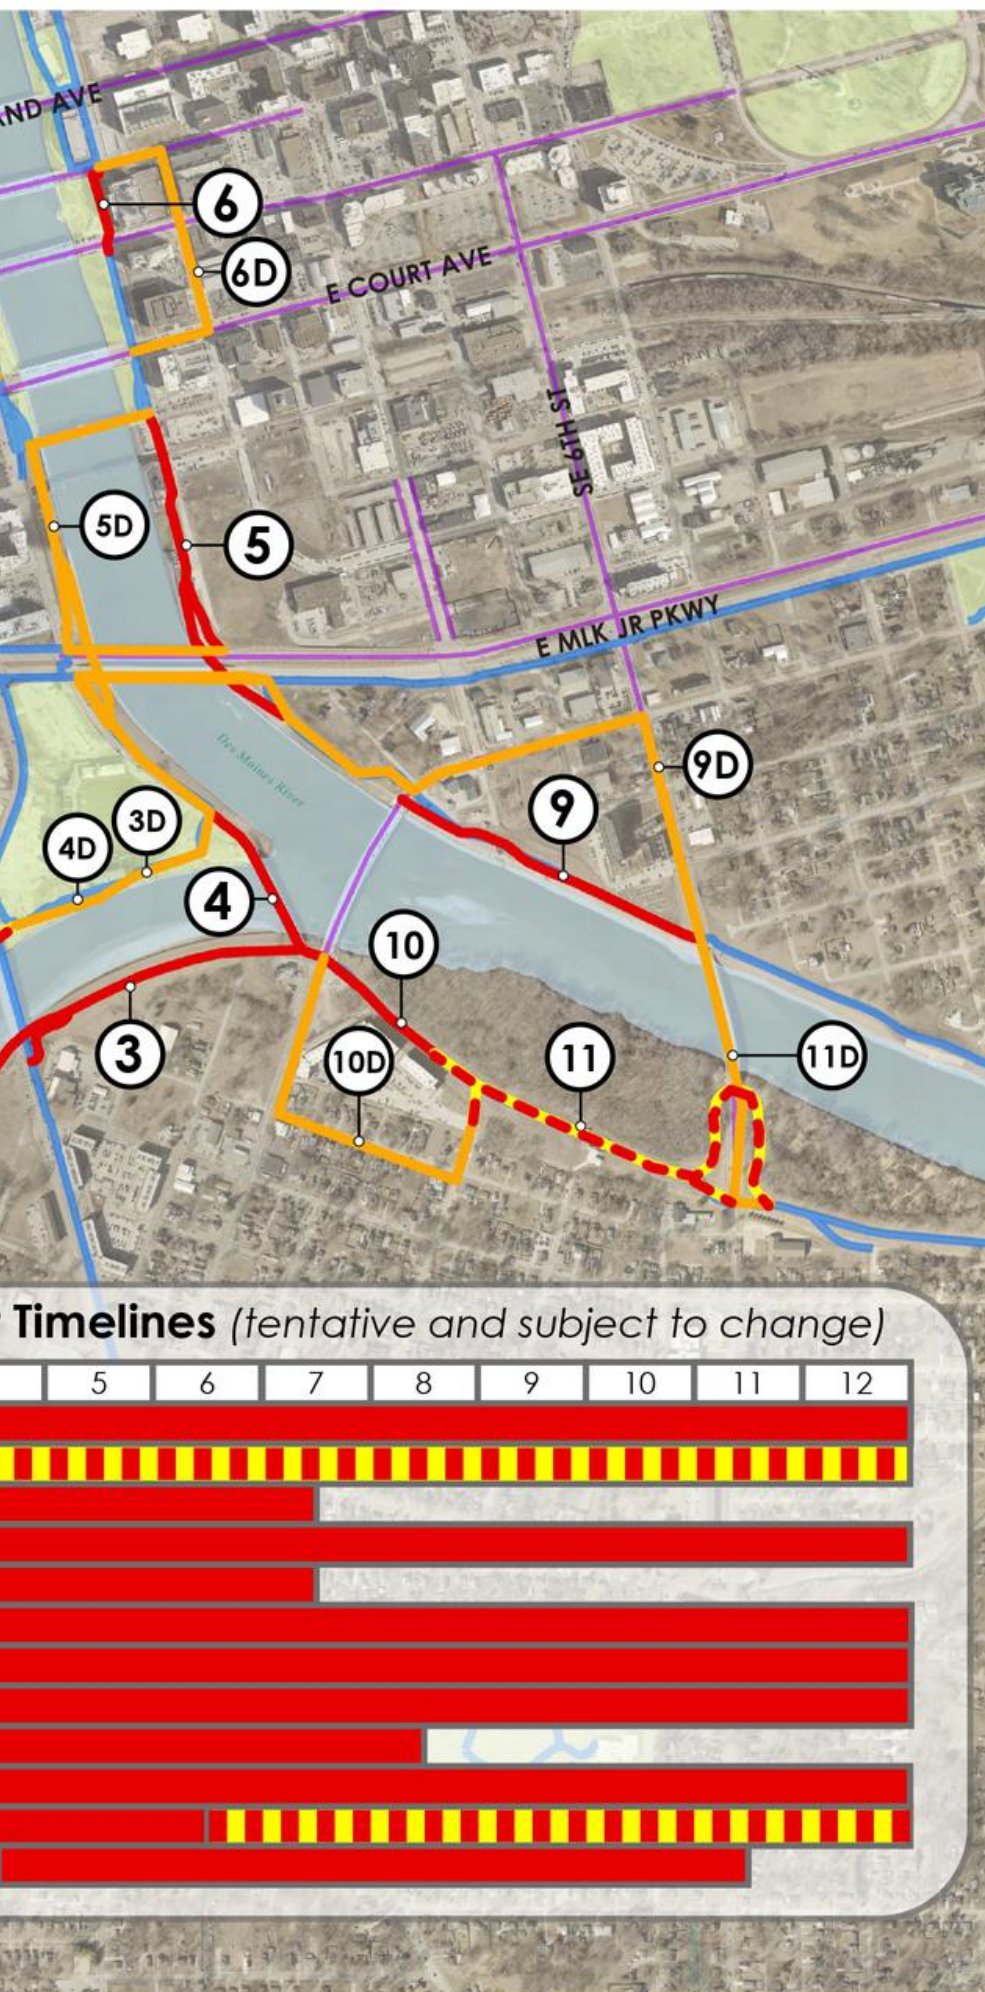 ND AVE
6
6D
E COURT AVE
SE 6TH ST
5D
5
E MLK JR PKWY
Des Moines River
9D
3D
9
4D
4
10
3
10D
11
11D
Timelines (tentative and subject to change)
5 6 7 8 9 10 11 12